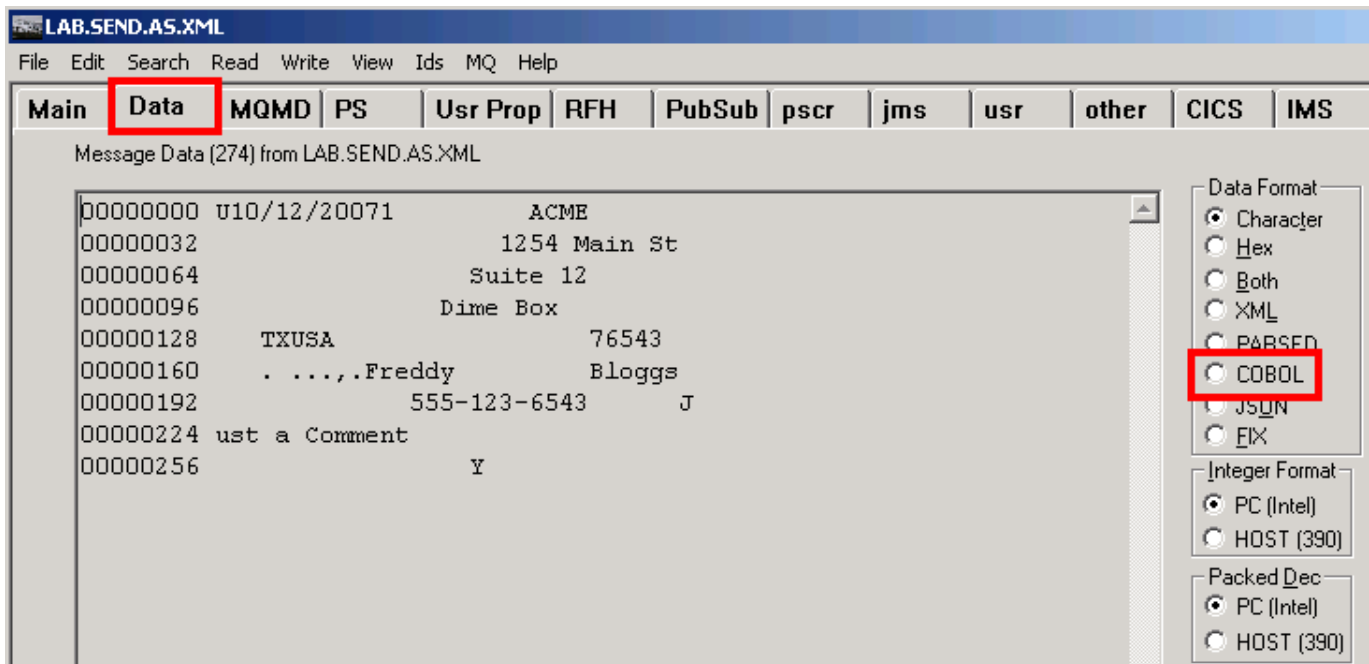 LAB.SEND.AS.XML
File Edit Search Read Write View Ids MQ Help
Main Data MQMD PS Usr Prop RFH PubSub pscr jms usr other CICS IMS
Message Data (274) from LAB.SEND.AS.XML
00000000 U10/12/20071 ACME
00000032 1254 Main St
00000064 Suite 12
00000096 Dime Box
00000128 TXUSA 76543
00000160 . ...,.Freddy Bloggs
00000192 555-123-6543 J
00000224 ust a Comment
00000256 Y
Data Format
Character
Hex
Both
XML
PARSED
COBOL
JSON
FIX
Integer Format
PC (Intel)
HOST (390)
Packed Dec
PC (Intel)
HOST (390)